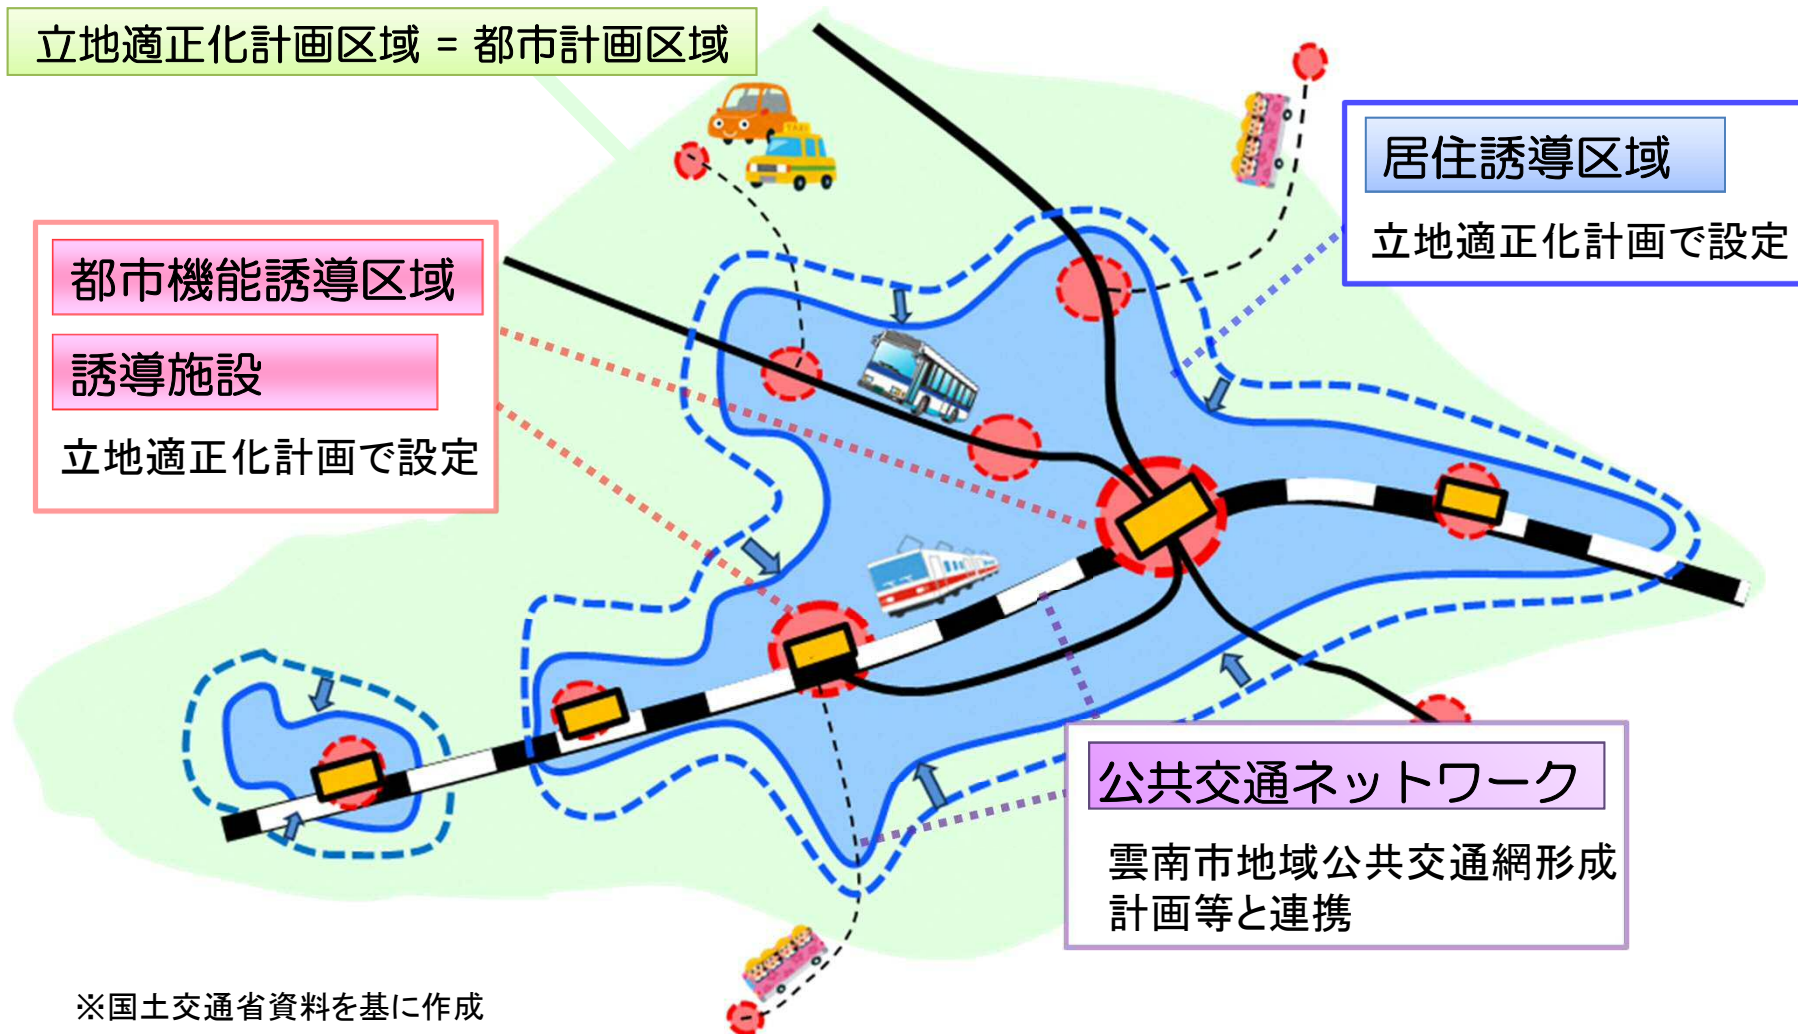 立地適正化計画区域 = 都市計画区域
TAXI
居住誘導区域
立地適正化計画で設定
都市機能誘導区域
誘導施設
立地適正化計画で設定
公共交通ネットワーク
雲南市地域公共交通網形成
計画等と連携
※国土交通省資料を基に作成